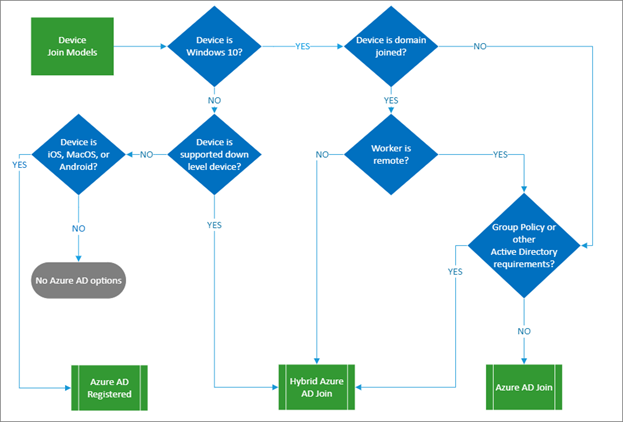 Device
Join Models
Device is
Windows 10?
YES
Device is domain
joined?
NO
NO
YES
Device is
iOS, MacOS, or
Android?
YES
NO
Device is
supported down
level device?
NO
Worker is
remote?
YES
NO
YES
Group Policy or
other
Active Directory
requirements?
YES
No Azure AD options
NO
Azure AD
Registered
Hybrid Azure
AD Join
Azure AD Join